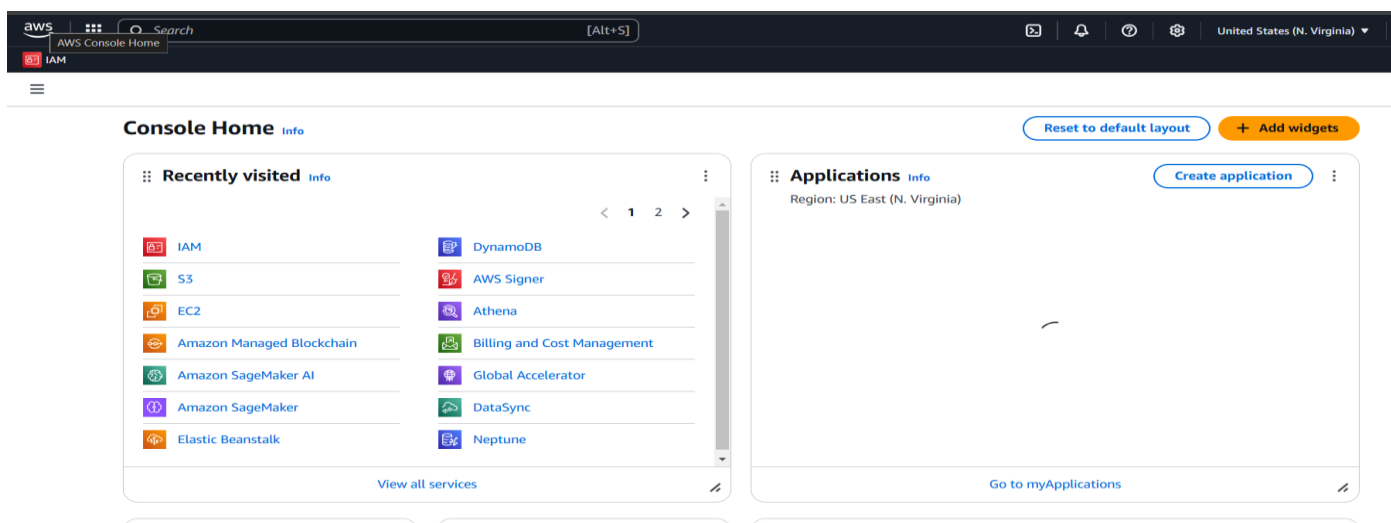 aws
Search
[Alt+S]
United States (N. Virginia)
AWS Console Home
IAM
Console Home Info
Reset to default layout
+ Add widgets
Recently visited Info
1 2
IAM
S3
EC2
Amazon Managed Blockchain
Amazon SageMaker AI
Amazon SageMaker
Elastic Beanstalk
DynamoDB
AWS Signer
Athena
Billing and Cost Management
Global Accelerator
DataSync
Neptune
View all services
Applications Info
Create application
Region: US East (N. Virginia)
Go to myApplications